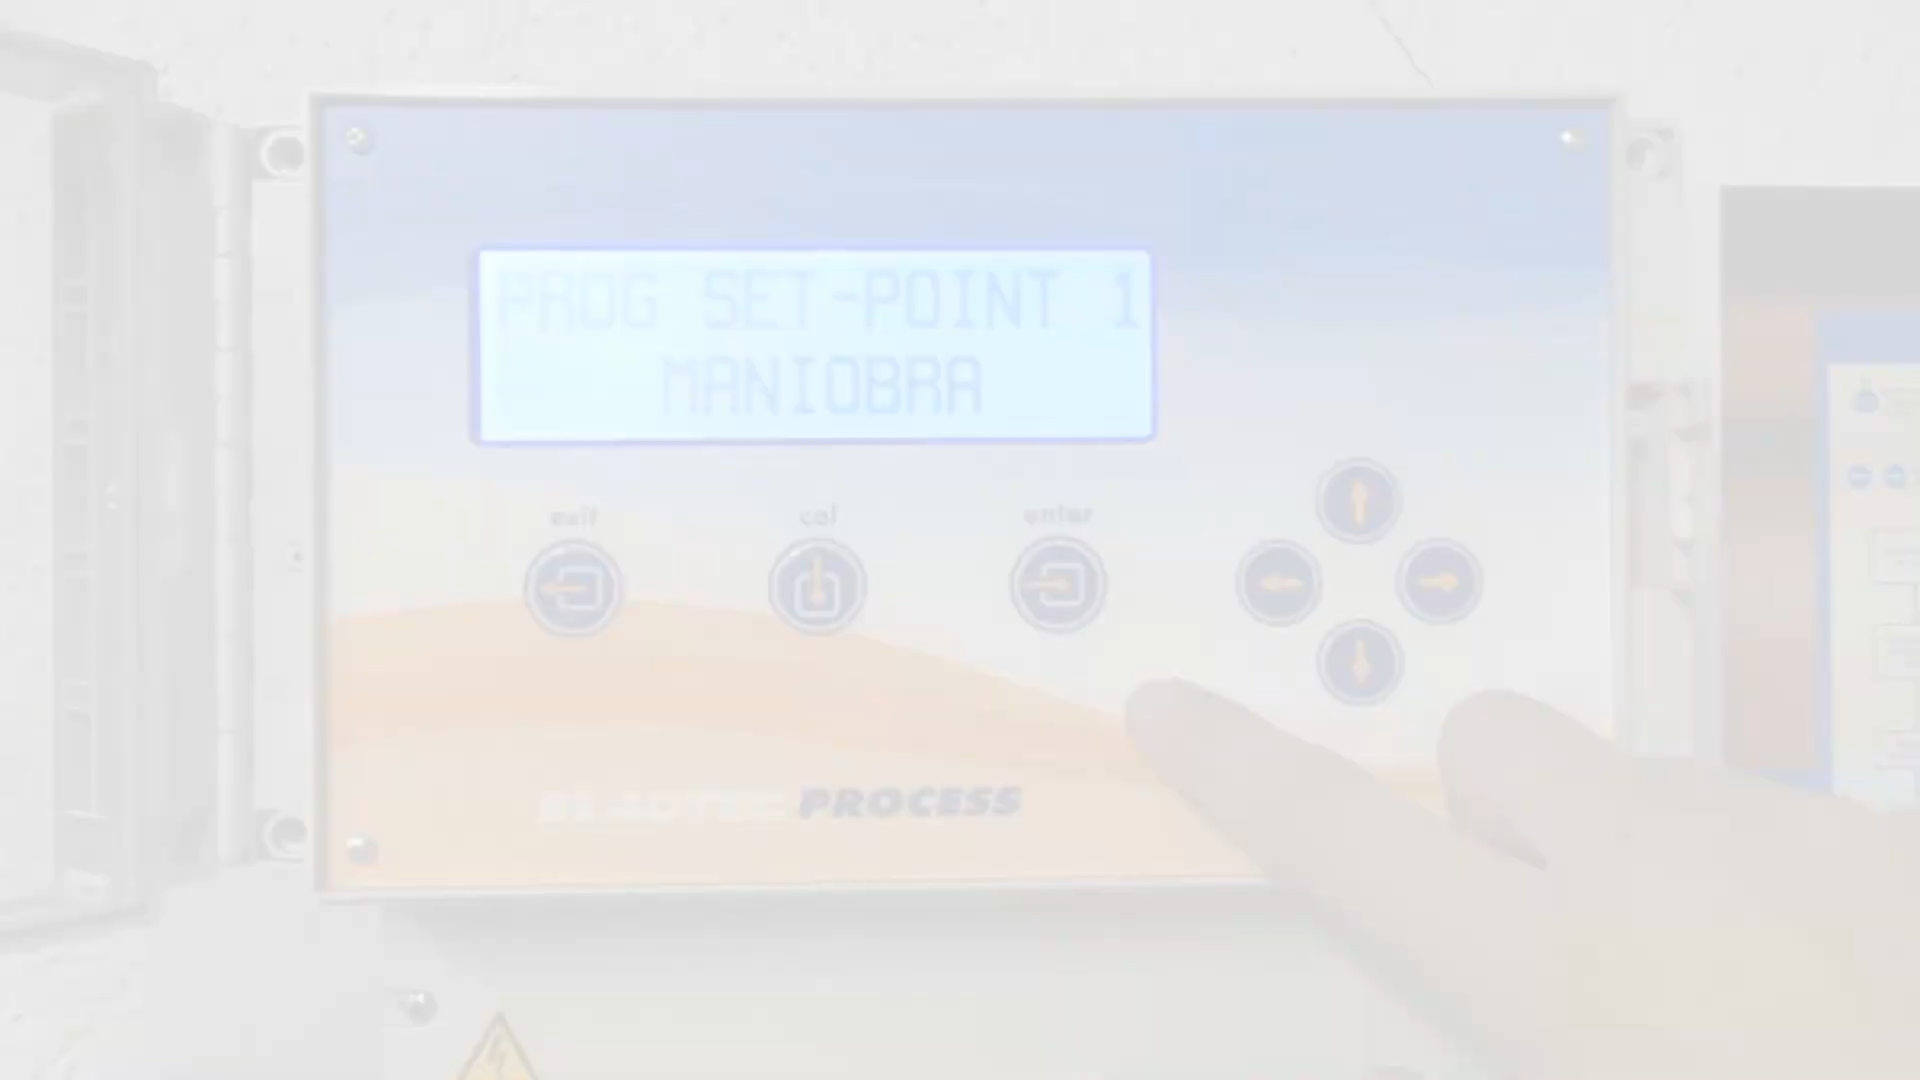 PROG SET-POINT 1
MANIOBRA
exit
cal
enter
PROCESS